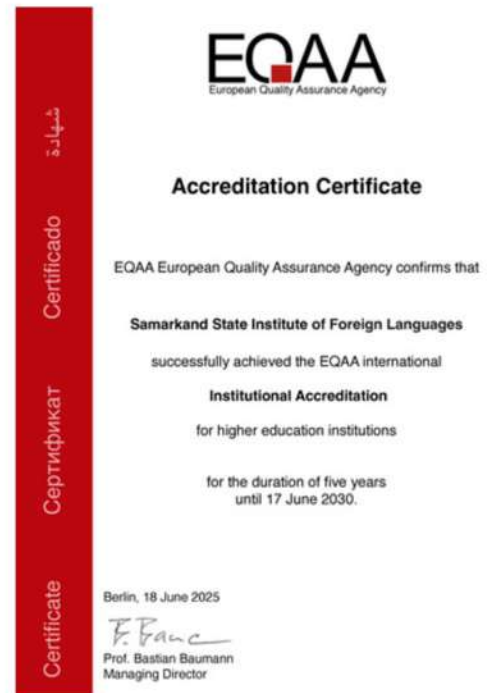 EQAA
European Quality Assurance Agency
Accreditation Certificate
EQAA European Quality Assurance Agency confirms that
Samarkand State Institute of Foreign Languages
successfully achieved the EQAA international
Institutional Accreditation
for higher education institutions
for the duration of five years
until 17 June 2030.
Berlin, 18 June 2025
Prof. Bastian Baumann
Managing Director
Certificate
Сертификат
Certificado
شهادة